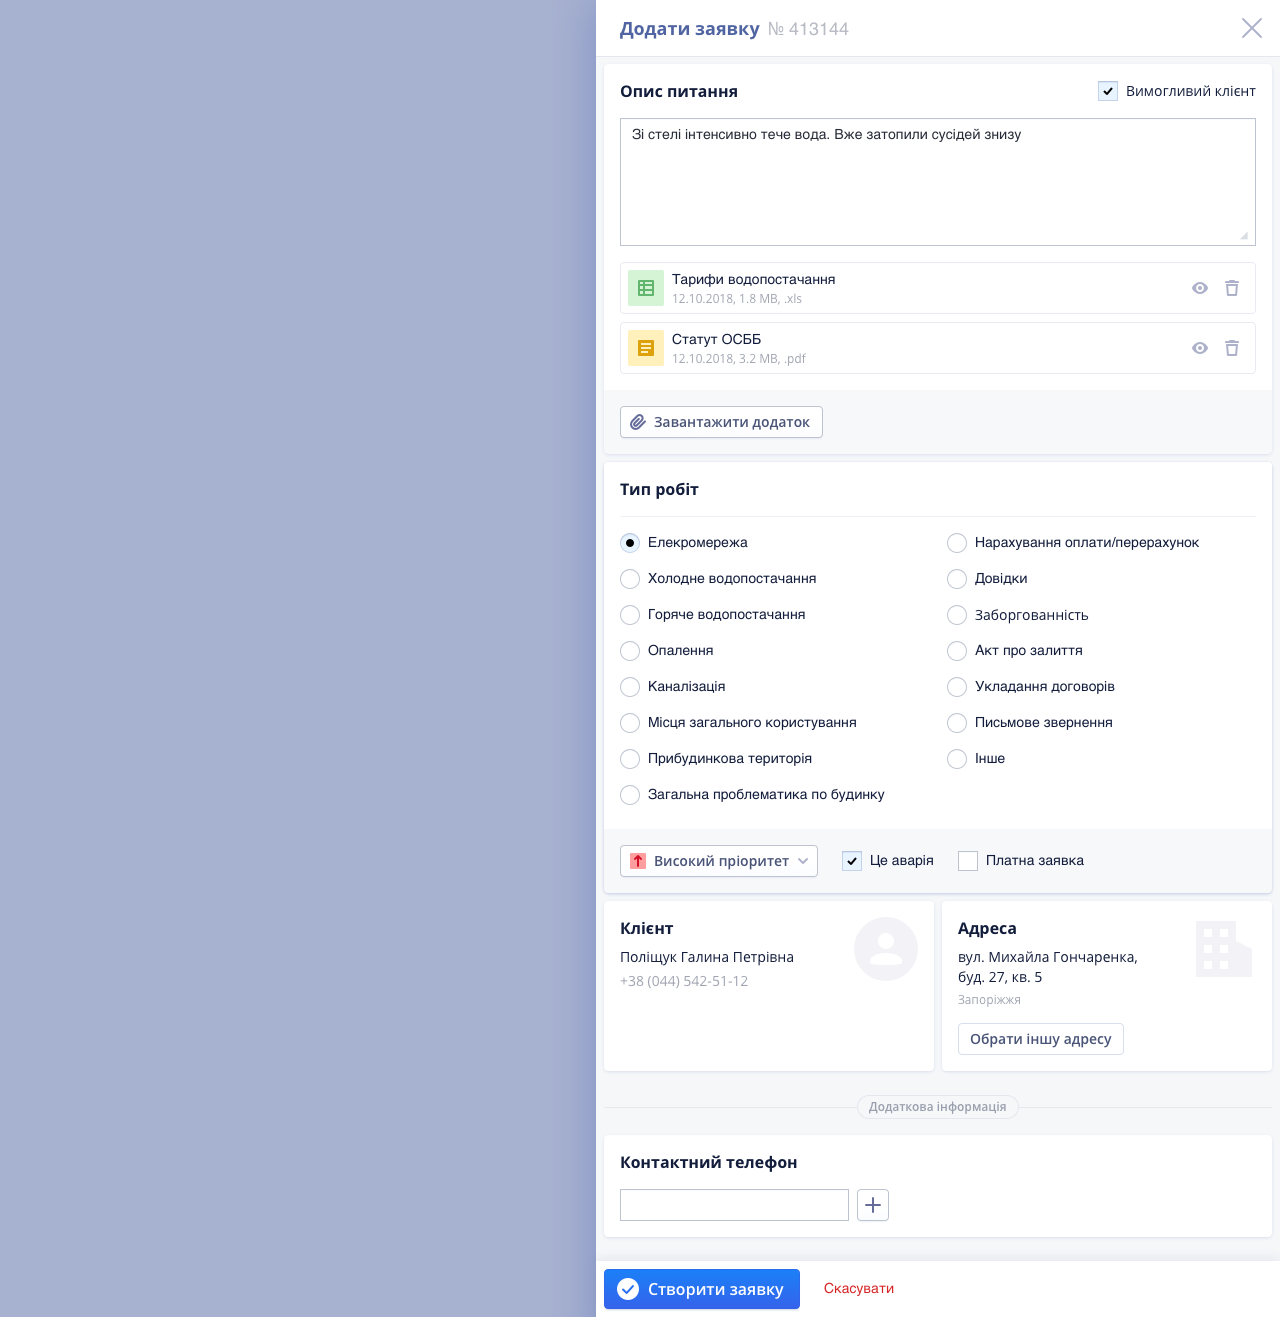 Додати заявку № 413144
Опис питання
Вимогливий клієнт
Зі стелі інтенсивно тече вода. Вже затопили сусідей знизу
Тарифи водопостачання
12.10.2018, 1.8 MB, .xls
Статут ОСББ
12.10.2018, 3.2 MB, .pdf
Завантажити додаток
Тип робіт
Елекромережа
Холодне водопостачання
Горяче водопостачання
Опалення
Каналізація
Місця загального користування
Прибудинкова територія
Загальна проблематика по будинку
Нарахування оплати/перерахунок
Довідки
Заборгованність
Акт про залиття
Укладання договорів
Письмове звернення
Інше
Високий пріоритет
Це аварія
Платна заявка
Клієнт
Поліщук Галина Петрівна
+38 (044) 542-51-12
Адреса
вул. Михайла Гончаренка,
буд. 27, кв. 5
Запоріжжя
Обрати іншу адресу
Додаткова інформація
Контактний телефон
Створити заявку
Скасувати